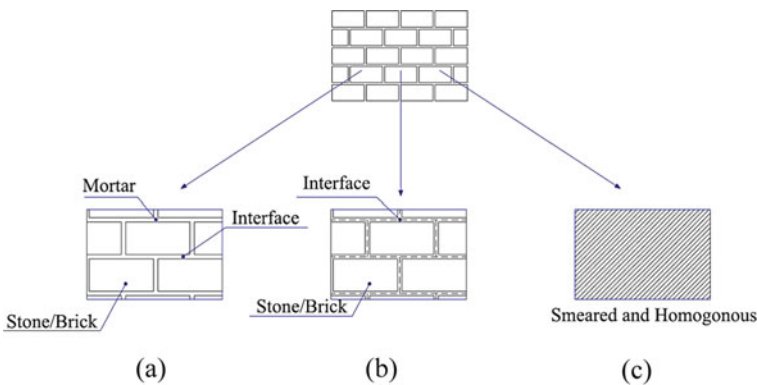 Mortar
Interface
Stone/Brick
Interface
Stone/Brick
Smeared and Homogonous
(a)
(b)
(c)